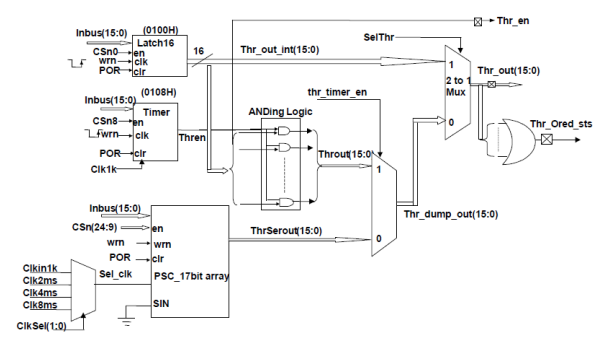 (0100H)
Inbus(15:0)
Latch16
CSn0
en
wrn
clk
POR
clr
16
Thr_out_int(15:0)
Thr_en
SelThr
1
2 to 1
Mux
0
Thr_out(15:0)
Thr_Ored_sts
(0108H)
Inbus(15:0)
Timer
CSn8
en
wrn
clk
POR
clr
Clk1k
Thren
ANDing Logic
thr_timer_en
Throut(15:0)
1
0
Thr_dump_out(15:0)
Inbus(15:0)
CSn(24:9)
en
wrn
wrn
POR
clr
PSC_17bit array
SIN
ThrSerout(15:0)
Clkin1k
Clk2ms
Clk4ms
Clk8ms
Sel_clk
ClkSel(1:0)